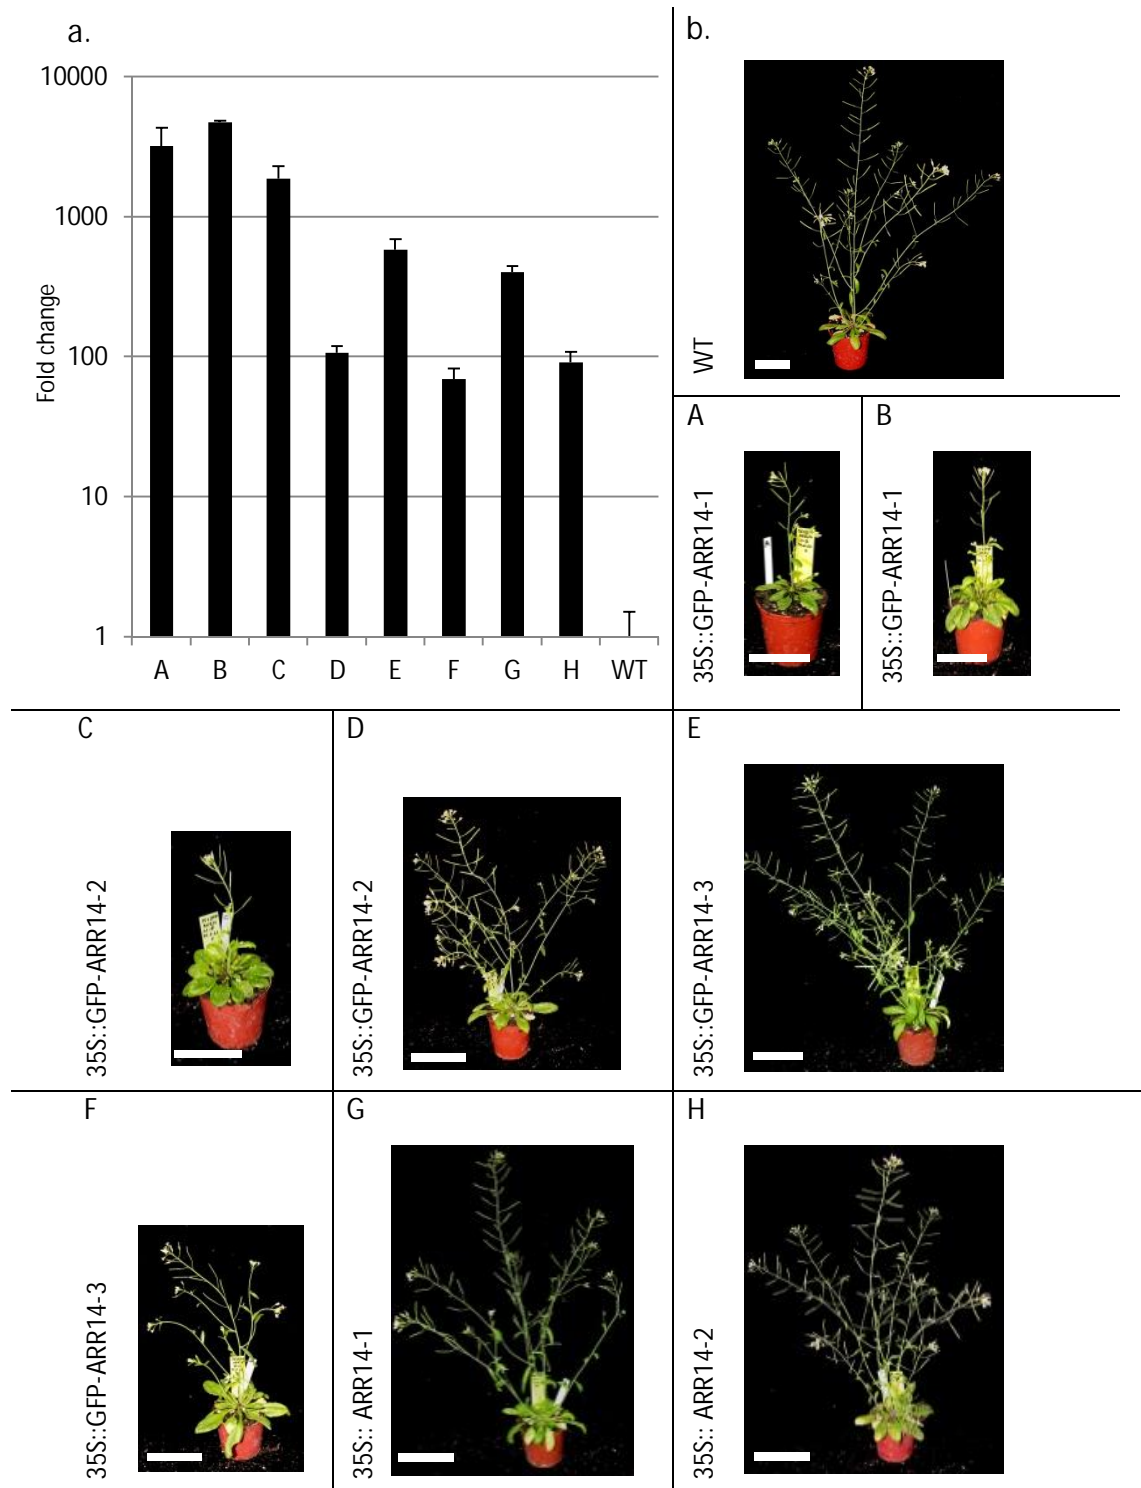 a.
10000
1000
100
10
1
Fold change
A B C D E F G H WT
b.
WT
A
35S::GFP-ARR14-1
B
35S::GFP-ARR14-1
C
35S::GFP-ARR14-2
D
35S::GFP-ARR14-2
E
35S::GFP-ARR14-3
F
35S::GFP-ARR14-3
G
35S:: ARR14-1
H
35S:: ARR14-2